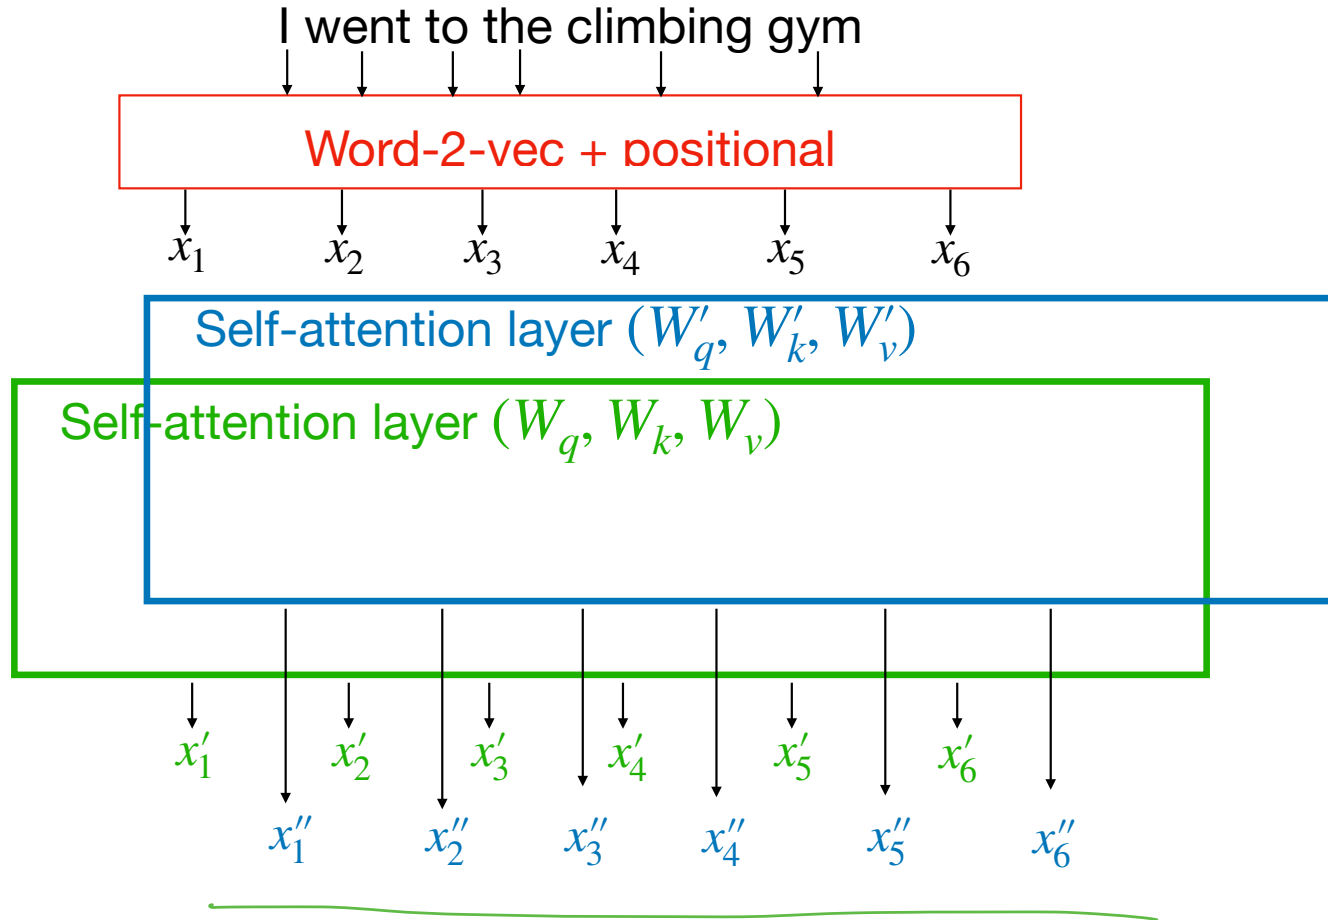 I went to the climbing gym
Word-2-vec + positional
x₁ x₂ x₃ x₄ x₅ x₆
Self-attention layer (W′q, W′k, W′v)
Self-attention layer (Wq, Wk, Wv)
x′₁ x′₂ x′₃ x′₄ x′₅ x′₆
x″₁ x″₂ x″₃ x″₄ x″₅ x″₆